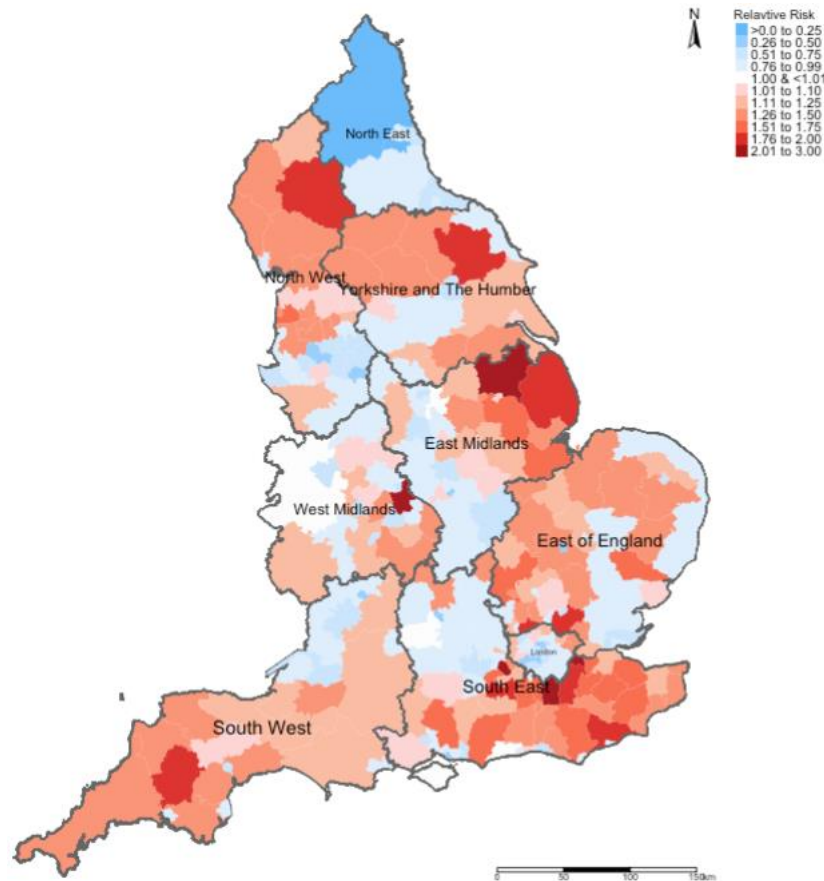 N
Relavtive Risk
>0.0 to 0.25
0.26 to 0.50
0.51 to 0.75
0.76 to 0.99
1.00 & <1.01
1.01 to 1.10
1.11 to 1.25
1.26 to 1.50
1.51 to 1.75
1.76 to 2.00
2.01 to 3.00
North East
North West
Yorkshire and The Humber
East Midlands
West Midlands
East of England
London
South East
South West
0 50 100 150km